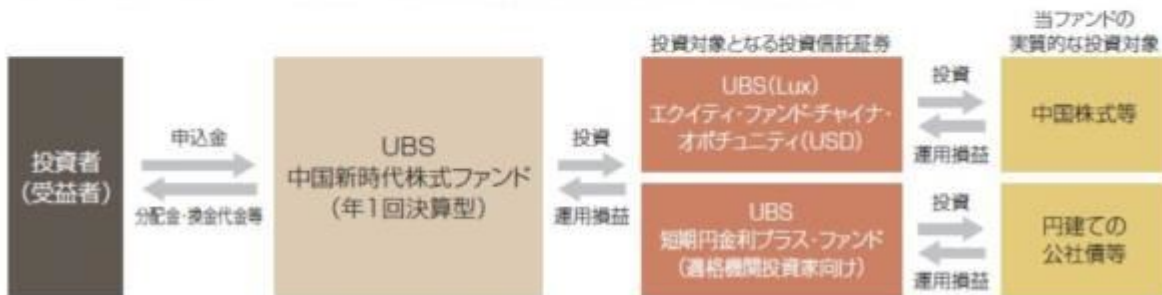 投資対象となる投資信託証券
当ファンドの
実質的な投資対象
投資者
(受益者)
申込金
分配金・換金代金等
UBS
中国新時代株式ファンド
(年1回決算型)
投資
運用損益
UBS(Lux)
エクイティ・ファンド-チャイナ・
オポチュニティ(USD)
投資
運用損益
中国株式等
UBS
短期円金利プラス・ファンド
(適格機関投資家向け)
投資
運用損益
円建ての
公社債等